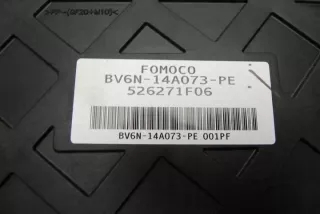 FOMOCO
BV6N-14A073-PE
526271F06
BV6N-14A073-PE 001PF